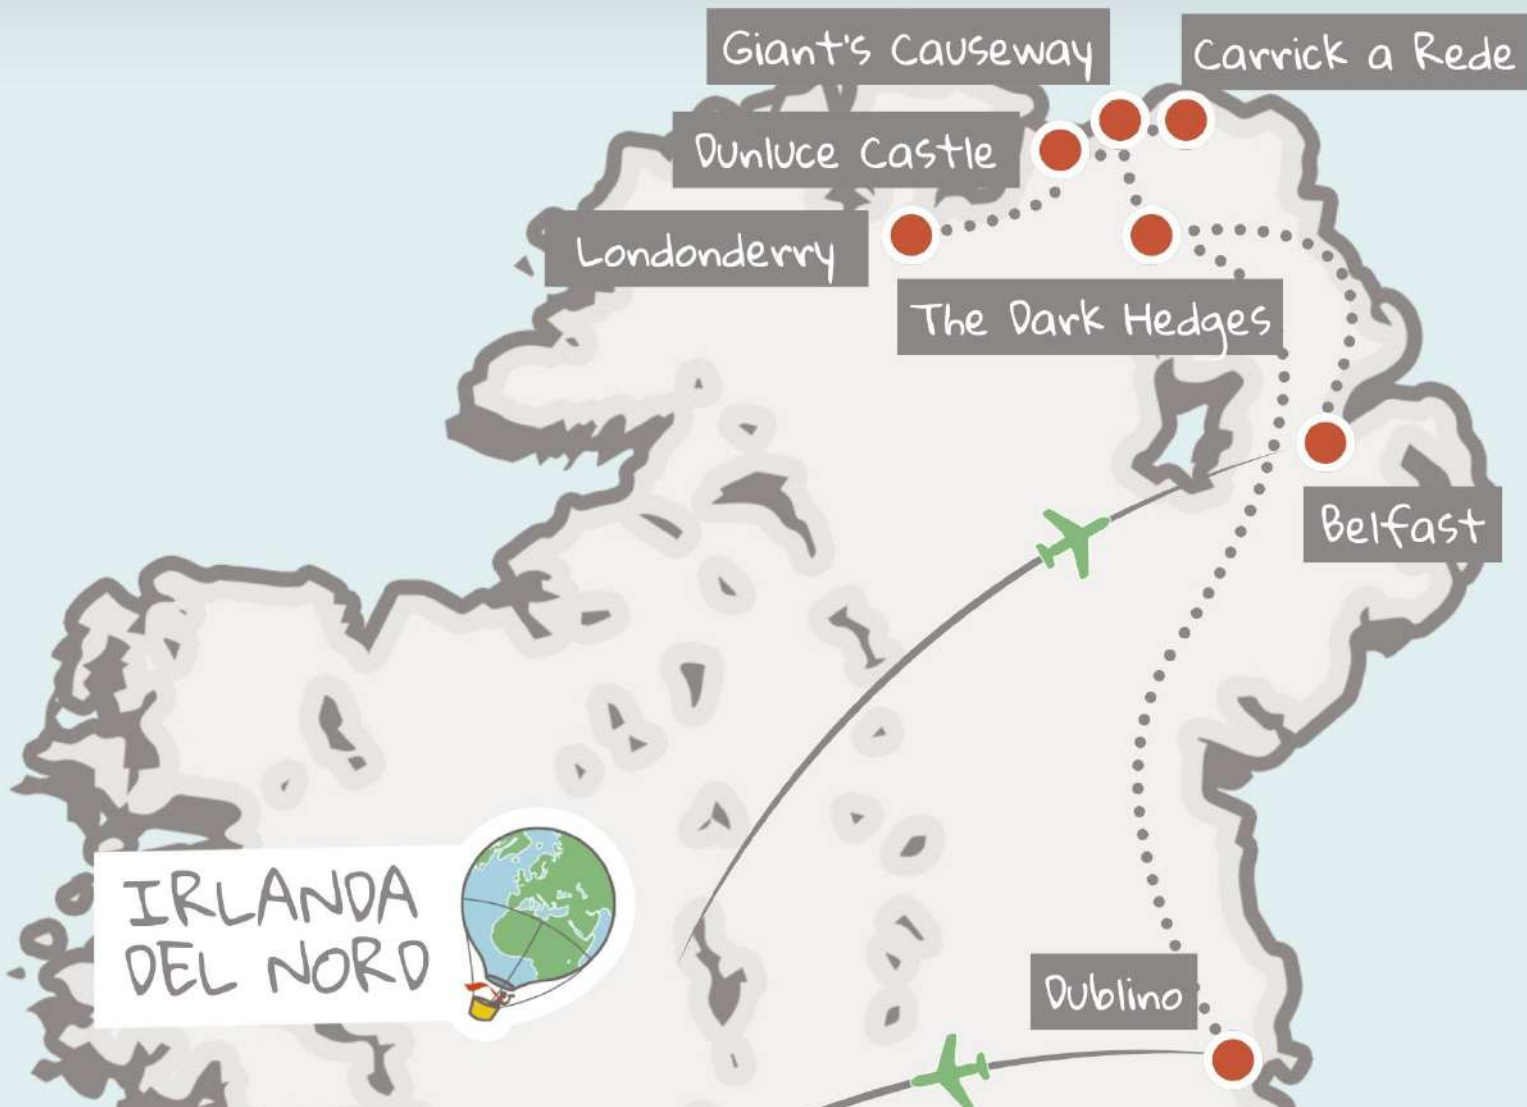 Giant's Causeway
Carrick a Rede
Dunluce Castle
Londonderry
The Dark Hedges
Belfast
IRLANDA
DEL NORD
Dublino